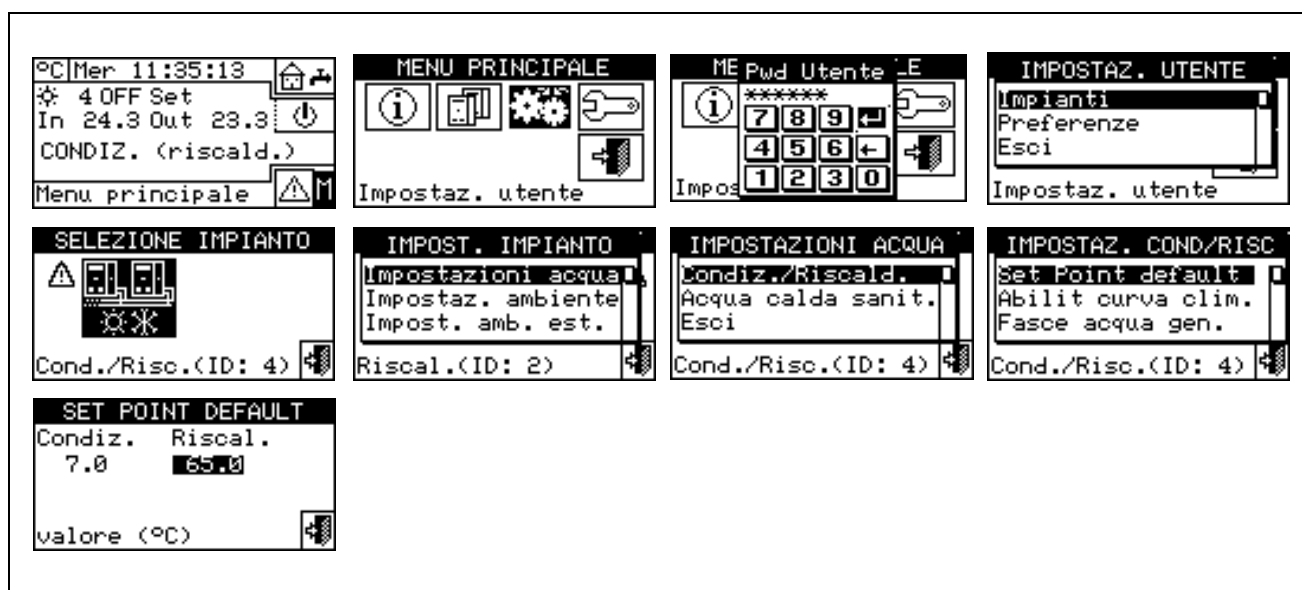 ºC Mer 11:35:13
4 OFF Set
In 24.3 Out 23.3
CONDIZ. (riscald.)
Menu principale M
MENU PRINCIPALE
Impostaz. utente
ME Pwd Utente LE
******
7 8 9
4 5 6
1 2 3 0
Impos
IMPOSTAZ. UTENTE
Impianti
Preferenze
Esci
Impostaz. utente
SELEZIONE IMPIANTO
Cond./Risc.(ID: 4)
IMPOST. IMPIANTO
Impostazioni acqua
Impostaz. ambiente
Impost. amb. est.
Riscal.(ID: 2)
IMPOSTAZIONI ACQUA
Condiz./Riscald.
Acqua calda sanit.
Esci
Cond./Risc.(ID: 4)
IMPOSTAZ. COND/RISC
Set Point default
Abilit curva clim.
Fasce acqua gen.
Cond./Risc.(ID: 4)
SET POINT DEFAULT
Condiz. Riscal.
7.0 65.0
valore (ºC)